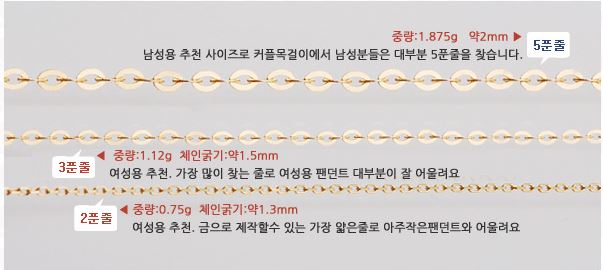 중량:1.875g 약2mm ▶
5푼줄
남성용 추천 사이즈로 커플목걸이에서 남성분들은 대부분 5푼줄을 찾습니다.
3푼줄
◀ 중량:1.12g 체인굵기:약1.5mm
여성용 추천. 가장 많이 찾는 줄로 여성용 팬던트 대부분이 잘 어울려요
2푼줄
◀ 중량:0.75g 체인굵기:약1.3mm
여성용 추천. 금으로 제작할수 있는 가장 얇은줄로 아주작은팬던트와 어울려요